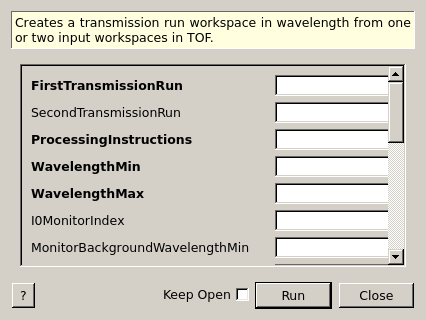 Creates a transmission run workspace in wavelength from one
or two input workspaces in TOF.
FirstTransmissionRun
SecondTransmissionRun
ProcessingInstructions
WavelengthMin
WavelengthMax
I0MonitorIndex
MonitorBackgroundWavelengthMin
? Keep Open Run Close